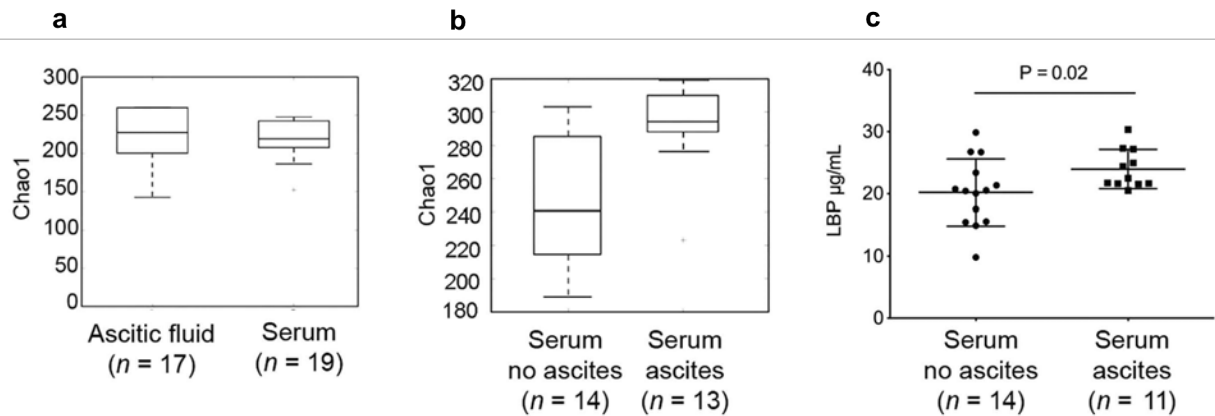 a
b
c
Chao1
300
250
200
150
100
50
0
Ascitic fluid
(n = 17)
Serum
(n = 19)
Chao1
320
300
280
260
240
220
200
180
Serum
no ascites
(n = 14)
Serum
ascites
(n = 13)
LBP µg/mL
40
30
20
10
0
P = 0.02
Serum
no ascites
(n = 14)
Serum
ascites
(n = 11)